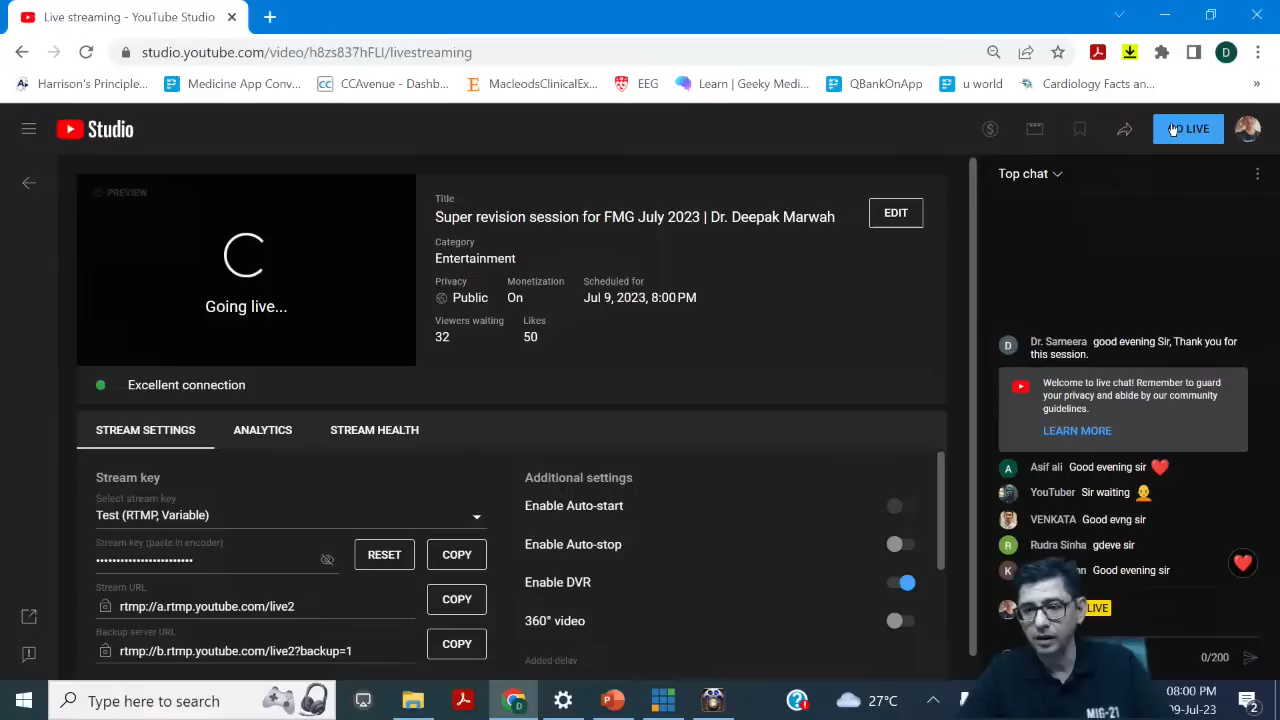 Live streaming - YouTube Studio
studio.youtube.com/video/h8zs837hFLI/livestreaming
D
Harrison's Principle...
Medicine App Conv...
CCAvenue - Dashb...
MacleodsClinicalEx...
EEG
Learn | Geeky Medi...
QBankOnApp
u world
Cardiology Facts an...
»
Studio
LIVE
PREVIEW
Going live...
Title
Super revision session for FMG July 2023 | Dr. Deepak Marwah
EDIT
Category
Entertainment
Privacy
Monetization
Scheduled for
Public
On
Jul 9, 2023, 8:00 PM
Viewers waiting
Likes
32
50
Excellent connection
STREAM SETTINGS
ANALYTICS
STREAM HEALTH
Stream key
Select stream key
Test (RTMP, Variable)
Stream key (paste in encoder)
••••••••••••••••••••••••
RESET
COPY
Stream URL
rtmp://a.rtmp.youtube.com/live2
COPY
Backup server URL
rtmp://b.rtmp.youtube.com/live2?backup=1
COPY
Additional settings
Enable Auto-start
Enable Auto-stop
Enable DVR
360° video
Added delay
Top chat
D
Dr. Sameera good evening Sir, Thank you for
this session.
Welcome to live chat! Remember to guard
your privacy and abide by our community
guidelines.
LEARN MORE
A
Asif ali Good evening sir ❤️
YouTuber Sir waiting
VENKATA Good evng sir
R
Rudra Sinha gdeve sir
K
Good evening sir
LIVE
0/200
MIG-21
Type here to search
27°C
08:00 PM
09-Jul-23
2